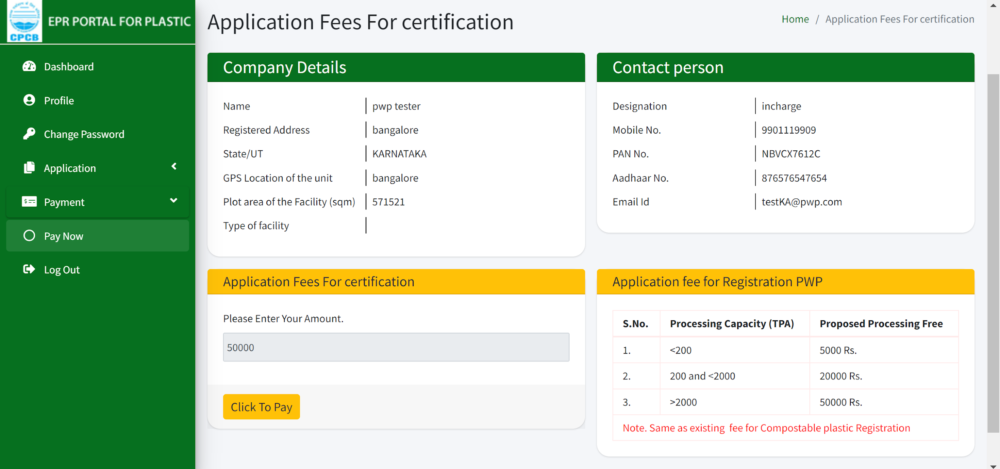 CPCB
EPR PORTAL FOR PLASTIC
Dashboard
Profile
Change Password
Application
Payment
Pay Now
Log Out
Application Fees For certification
Home / Application Fees For certification
Company Details
Name pwp tester
Registered Address bangalore
State/UT KARNATAKA
GPS Location of the unit bangalore
Plot area of the Facility (sqm) 571521
Type of facility
Contact person
Designation incharge
Mobile No. 9901119909
PAN No. NBVCX7612C
Aadhaar No. 876576547654
Email Id testKA@pwp.com
Application Fees For certification
Please Enter Your Amount.
50000
Click To Pay
Application fee for Registration PWP
S.No. Processing Capacity (TPA) Proposed Processing Free
1. <200 5000 Rs.
2. 200 and <2000 20000 Rs.
3. >2000 50000 Rs.
Note. Same as existing fee for Compostable plastic Registration